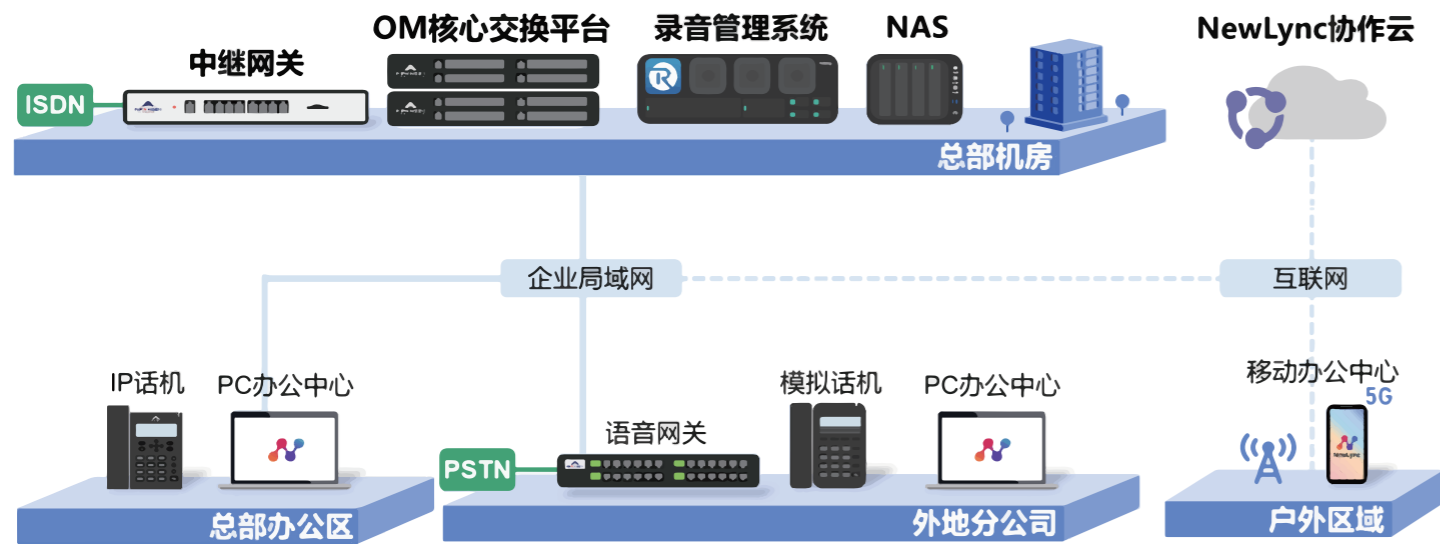 OM核心交换平台
录音管理系统
NAS
NewLync协作云
中继网关
ISDN
总部机房
企业局域网
互联网
IP话机
PC办公中心
模拟话机
PC办公中心
移动办公中心
5G
语音网关
PSTN
NewLync
总部办公区
外地分公司
户外区域